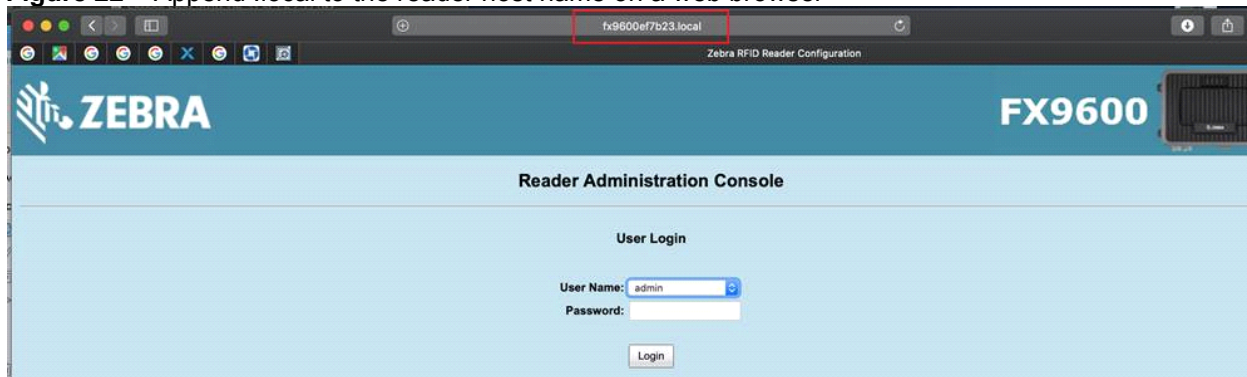 fx9600ef7b23.local
Zebra RFID Reader Configuration
ZEBRA
FX9600
Reader Administration Console
User Login
User Name: admin
Password:
Login